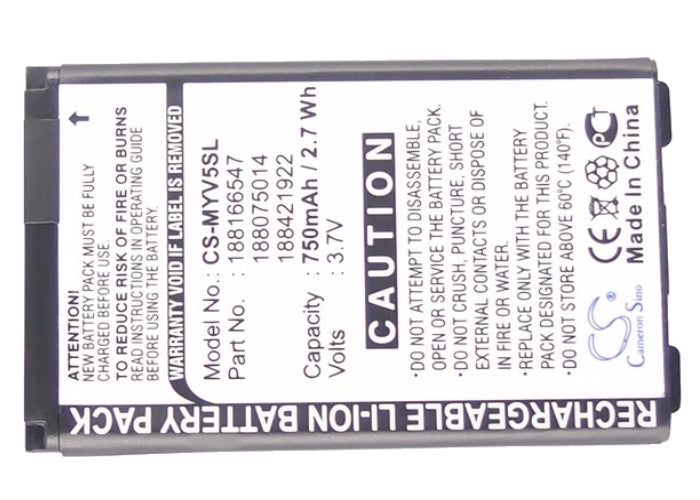 ATTENTION!
NEW BATTERY PACK MUST BE FULLY
CHARGED BEFORE USE.
TO REDUCE RISK OF FIRE OR BURNS
READ INSTRUCTIONS IN OPERATING GUIDE
BEFORE USING THE BATTERY.
WARRANTY VOID IF LABEL IS REMOVED
Model No.: CS-MYV5SL
Part No. : 188166547
188075014
188421922
Capacity : 750mAh / 2.7 Wh
Volts : 3.7V
CAUTION
· DO NOT ATTEMPT TO DISASSEMBLE,
OPEN OR SERVICE THE BATTERY PACK.
· DO NOT CRUSH, PUNCTURE, SHORT
EXTERNAL CONTACTS OR DISPOSE OF
IN FIRE OR WATER.
· REPLACE ONLY WITH THE BATTERY
· DO NOT STORE ABOVE 60°C (140°F).
CE PCT
Made In China
CS
Cameron Sino
RECHARGEABLE LI-ION BATTERY PACK